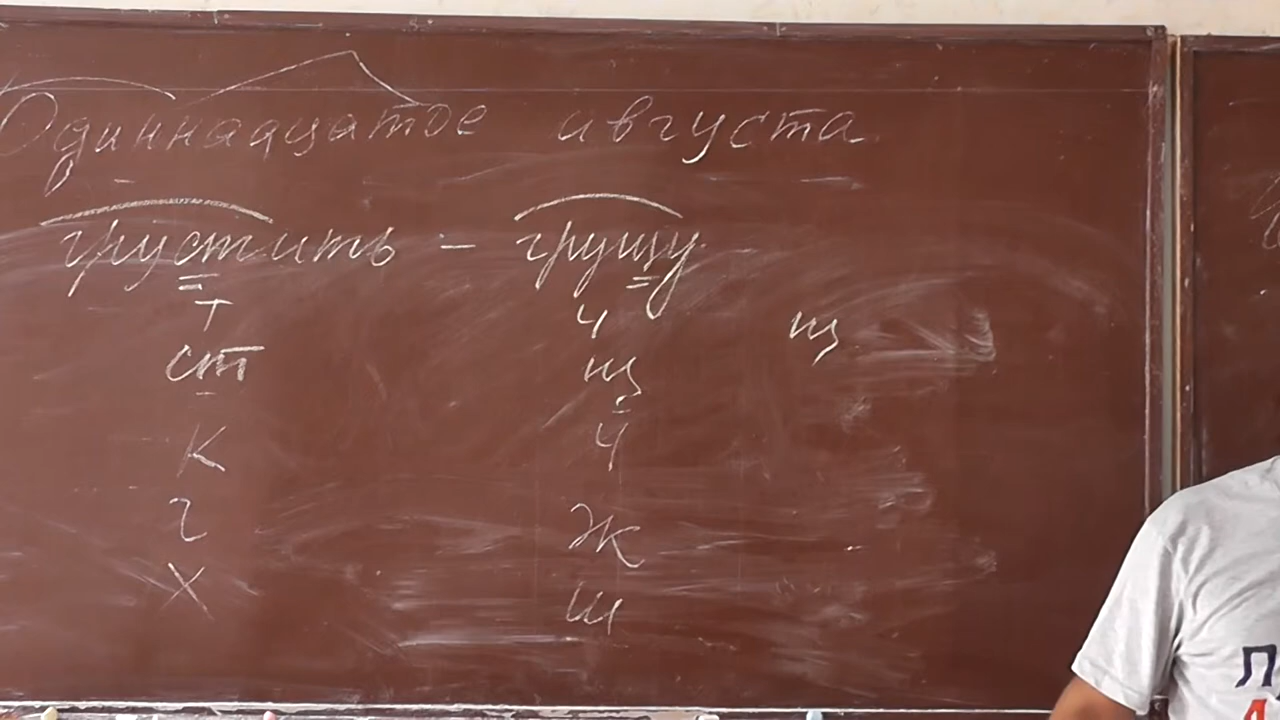 Одиннадцатое августа
грустить – грущу
т ч щ
ст щ
к ч
г ж
х ш
П